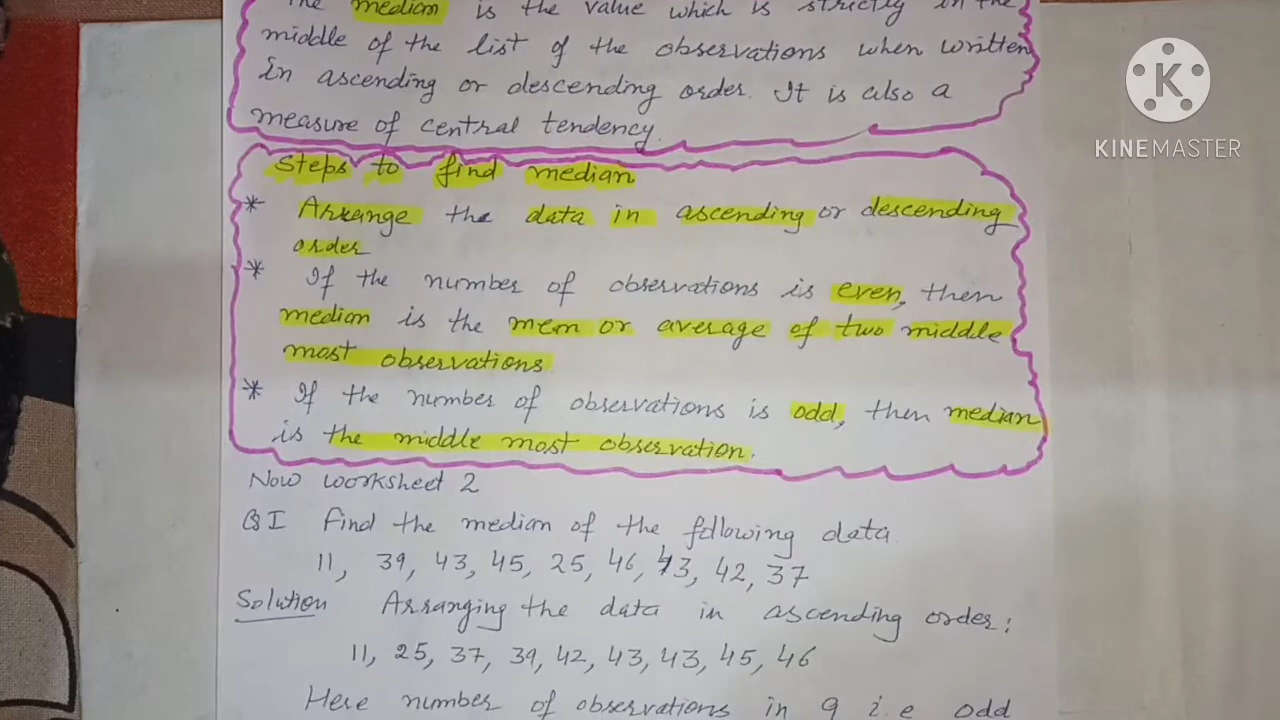 The median is the value which is strictly in the
middle of the list of the observations when written
In ascending or descending order. It is also a
measure of central tendency.
Steps to find median
* Arrange the data in ascending or descending
order
* If the number of observations is even, then
median is the mem or average of two middle
most observations.
* If the number of observations is odd, then median
is the middle most observation.
Now worksheet 2
Q I Find the median of the following data.
11, 39, 43, 45, 25, 46, 43, 42, 37
Solution Arranging the data in ascending order:
11, 25, 37, 39, 42, 43, 43, 45, 46
Here number of observations in 9 i.e odd
K
KINEMASTER